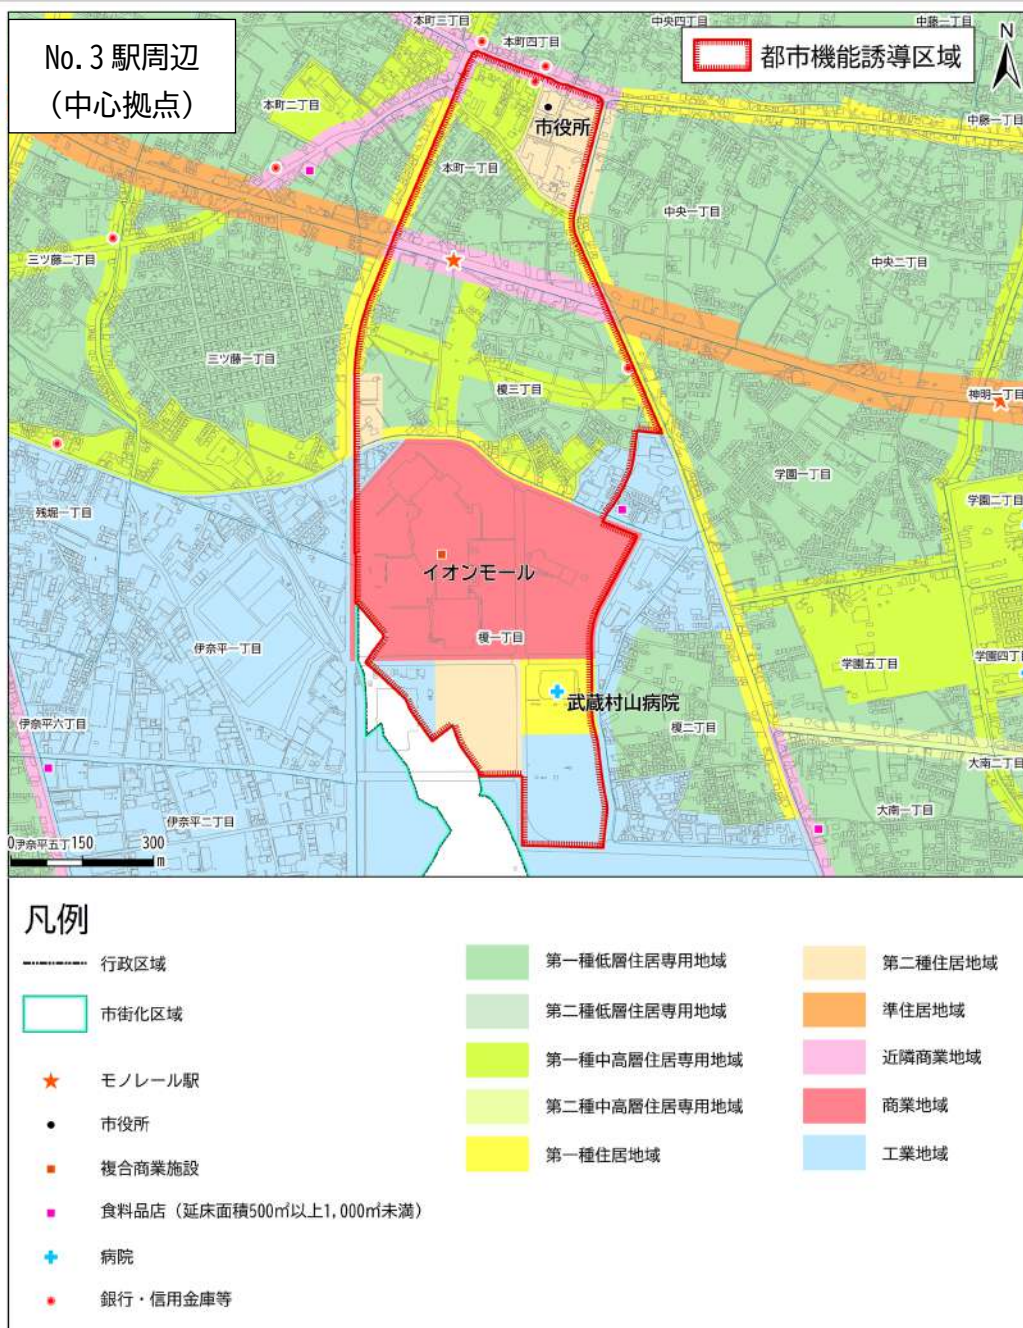 No.3 駅周辺
（中心拠点）
都市機能誘導区域
N
本町三丁目
中央四丁目
中藤一丁目
本町四丁目
本町二丁目
市役所
中藤一丁目
本町一丁目
中央一丁目
三ツ藤二丁目
中央二丁目
三ツ藤一丁目
榎三丁目
神明一丁目
学園一丁目
学園二丁目
残堀一丁目
イオンモール
榎一丁目
伊奈平一丁目
学園五丁目
学園四丁目
武蔵村山病院
伊奈平六丁目
榎二丁目
大南二丁目
大南一丁目
伊奈平二丁目
伊奈平五丁
0 150 300
m
凡例
行政区域
市街化区域
モノレール駅
市役所
複合商業施設
食料品店（延床面積500㎡以上1,000㎡未満）
病院
銀行・信用金庫等
第一種低層住居専用地域
第二種低層住居専用地域
第一種中高層住居専用地域
第二種中高層住居専用地域
第一種住居地域
第二種住居地域
準住居地域
近隣商業地域
商業地域
工業地域